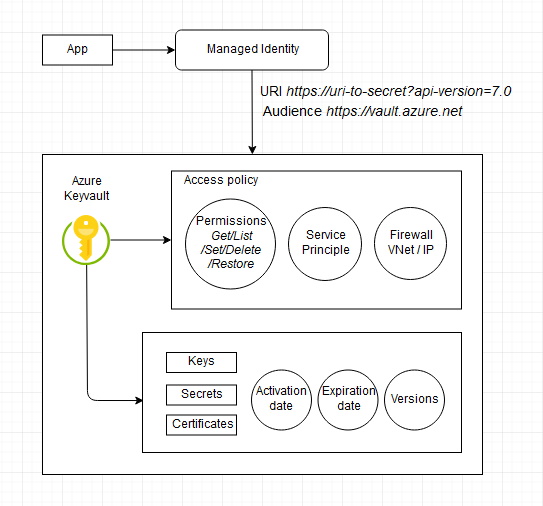 App
Managed Identity
URI https://uri-to-secret?api-version=7.0
Audience https://vault.azure.net
Azure
Keyvault
Access policy
Permissions
Get/List
/Set/Delete
/Restore
Service
Principle
Firewall
VNet / IP
Keys
Secrets
Certificates
Activation
date
Expiration
date
Versions